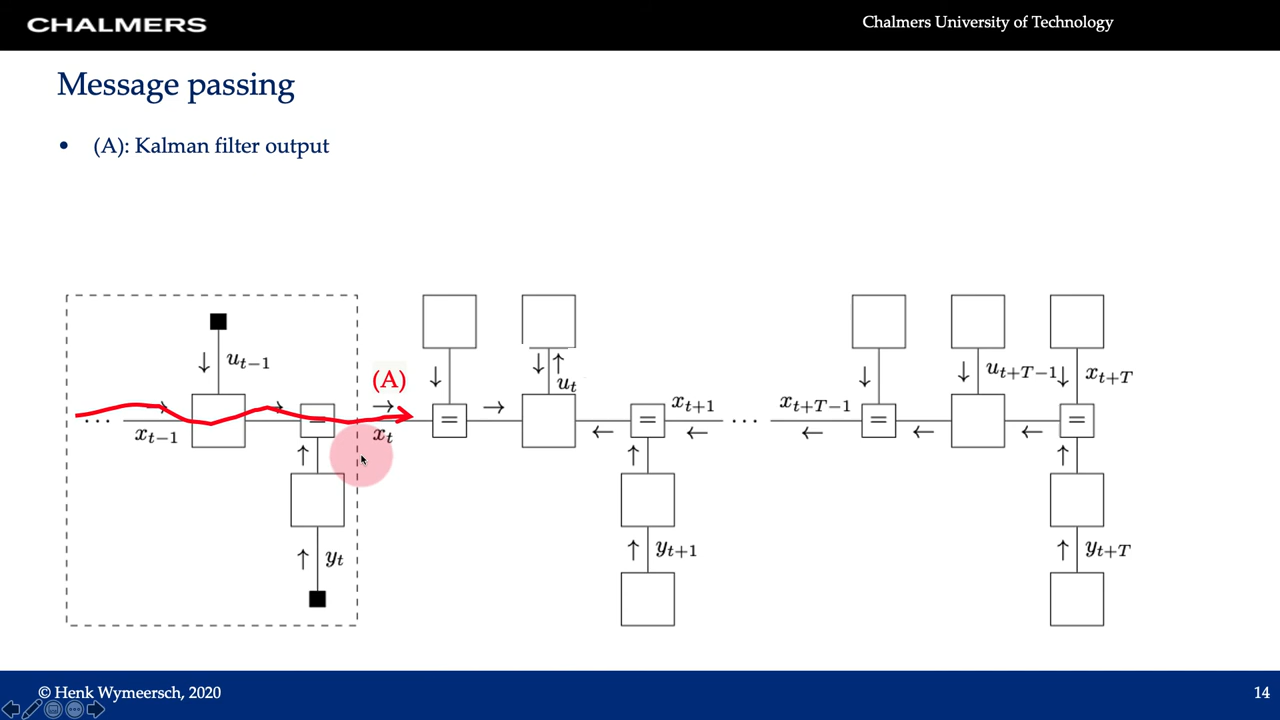 CHALMERS
Chalmers University of Technology
Message passing
• (A): Kalman filter output
u_{t−1}
(A)
→
→
→
→
↓
↓
↓ ↑
u_t
↓
↓
u_{t+T−1}
↓
x_{t+T}
⋯
x_{t−1}
=
x_t
=
=
x_{t+1}
←
←
⋯
x_{t+T−1}
←
=
←
←
=
↑
↑
↑
↑ y_t
↑ y_{t+1}
↑ y_{t+T}
© Henk Wymeersch, 2020
14